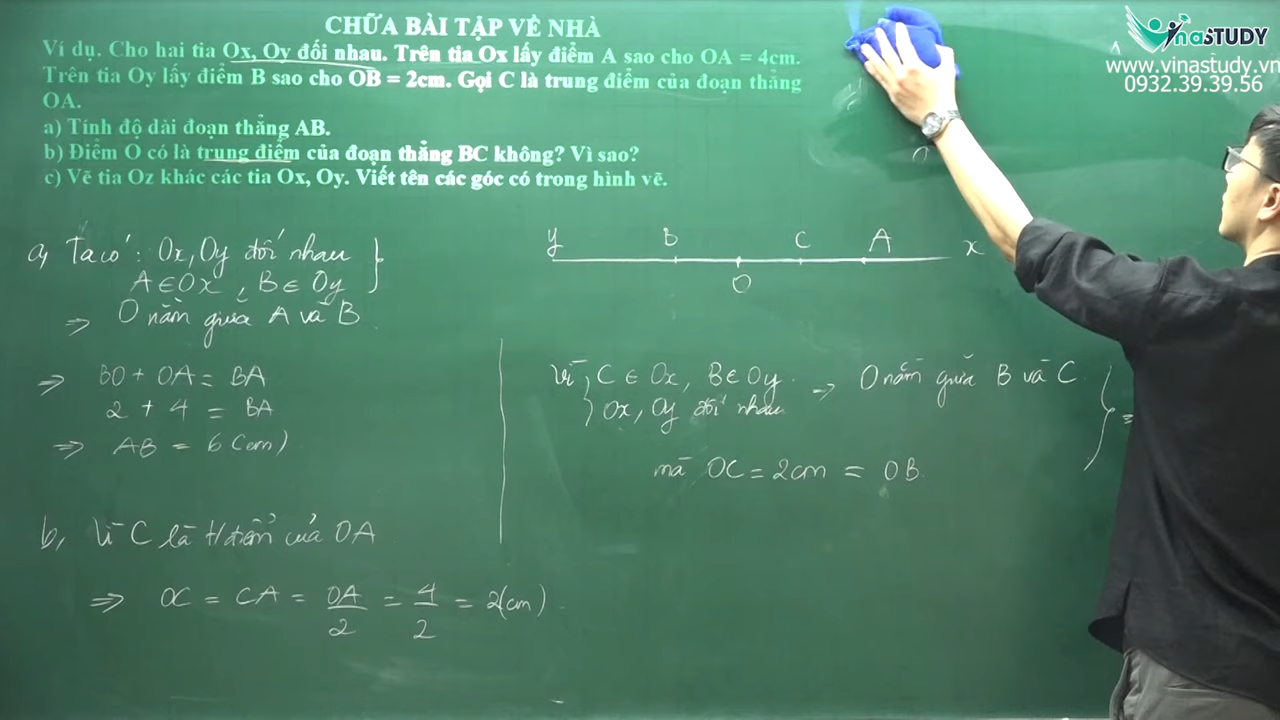 CHỮA BÀI TẬP VỀ NHÀ
Ví dụ. Cho hai tia Ox, Oy đối nhau. Trên tia Ox lấy điểm A sao cho OA = 4cm.
Trên tia Oy lấy điểm B sao cho OB = 2cm. Gọi C là trung điểm của đoạn thẳng
OA.
a) Tính độ dài đoạn thẳng AB.
b) Điểm O có là trung điểm của đoạn thẳng BC không? Vì sao?
c) Vẽ tia Oz khác các tia Ox, Oy. Viết tên các góc có trong hình vẽ.
VinaSTUDY
www.vinastudy.vn
0932.39.39.56
a, Ta có : Ox, Oy đối nhau }
A ∈ Ox , B ∈ Oy
⇒ O nằm giữa A và B
⇒ BO + OA = BA
2 + 4 = BA
⇒ AB = 6 (cm)
b, Vì C là t/điểm của OA
⇒ OC = CA = OA/2 = 4/2 = 2(cm)
y B C A x
O
Vì C ∈ Ox, B ∈ Oy ⇒ O nằm giữa B và C }
Ox, Oy đối nhau
mà OC = 2cm = OB